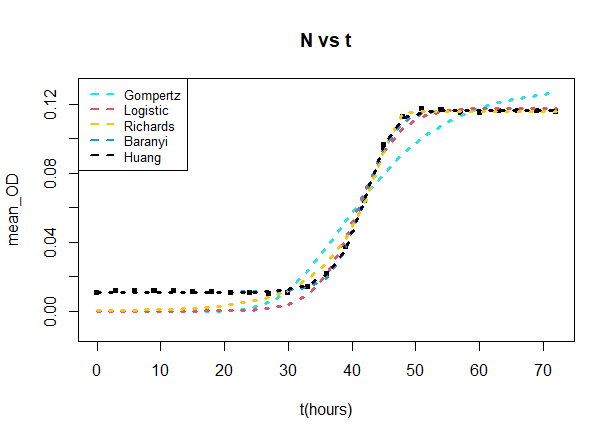 N vs t
Gompertz
Logistic
Richards
Baranyi
Huang
mean_OD
0.12
0.08
0.04
0.00
0 10 20 30 40 50 60 70
t(hours)